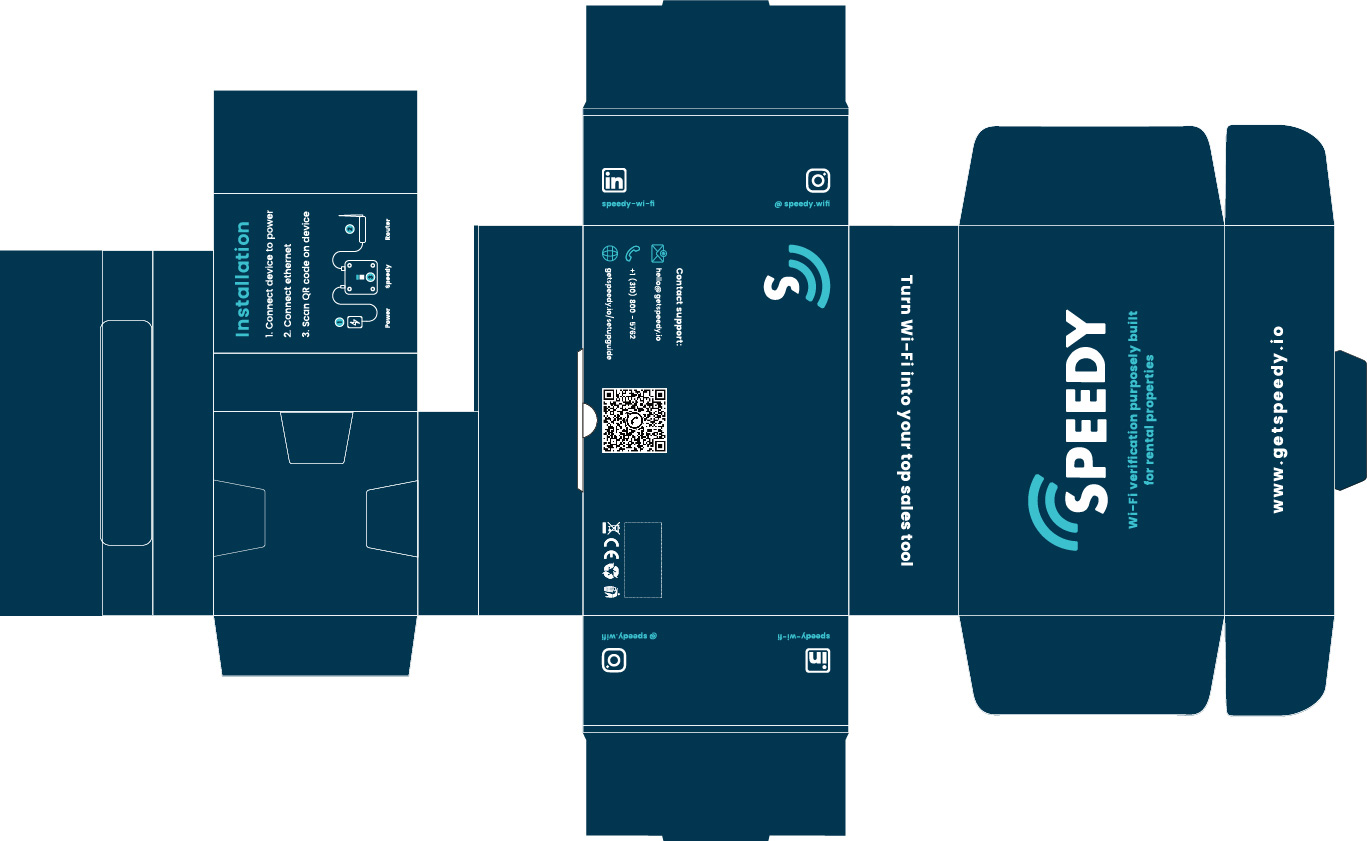 Installation
1. Connect device to power
2. Connect ethernet
3. Scan QR code on device
Power
Speedy
Router
in
speedy-wi-fi
@ speedy.wifi
Contact support:
hello@getspeedy.io
+1 (310) 800 - 5762
getspeedy.io/setupguide
S
CE
@ speedy.wifi
in
speedy-wi-fi
Turn Wi-Fi into your top sales tool
SPEEDY
Wi-Fi verification purposely built
for rental properties
www.getspeedy.io